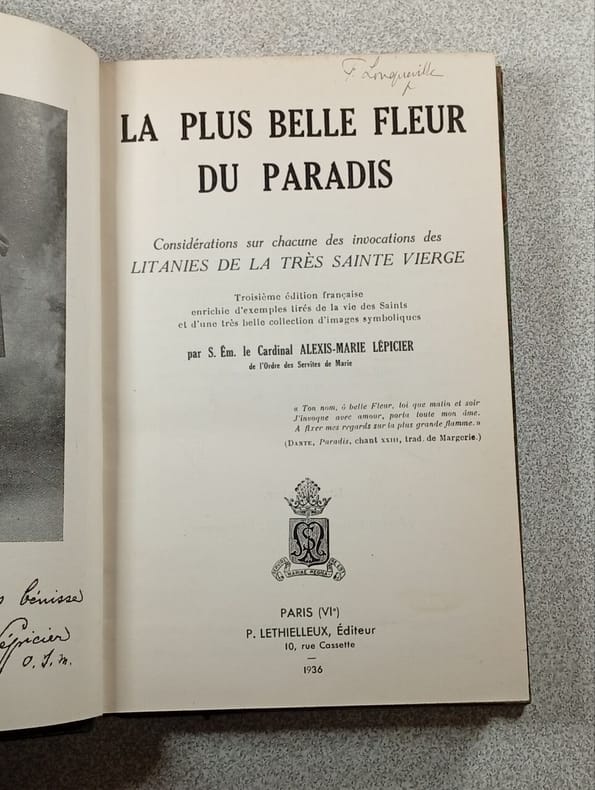 bénisse
Lépicier
O. S. M.
F. Longueville
LA PLUS BELLE FLEUR
DU PARADIS
Considérations sur chacune des invocations des
LITANIES DE LA TRÈS SAINTE VIERGE
Troisième édition française
enrichie d'exemples tirés de la vie des Saints
et d'une très belle collection d'images symboliques
par S. Ém. le Cardinal ALEXIS-MARIE LÉPICIER
de l'Ordre des Servites de Marie
« Ton nom, ô belle Fleur, toi que matin et soir
J'invoque avec amour, porta toute mon âme.
A fixer mes regards sur la plus grande flamme. »
(DANTE, Paradis, chant XXIII, trad. de Margerie.)
MARIAE REGNA
PARIS (VIe)
P. LETHIELLEUX, Éditeur
10, rue Cassette
1936